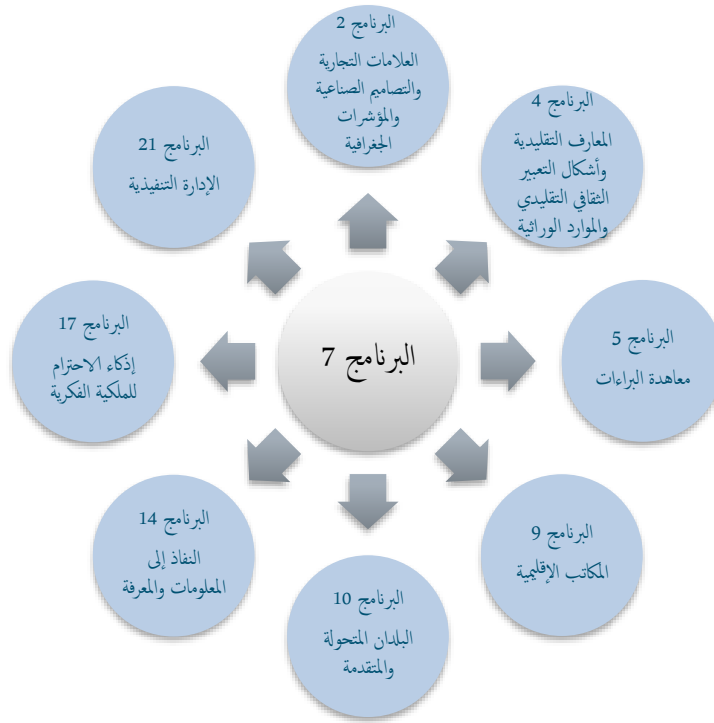 البرنامج 2
العلامات التجارية
والتصاميم الصناعية
والمؤشرات
الجغرافية
البرنامج 4
المعارف التقليدية
وأشكال التعبير
الثقافي التقليدي
والموارد الوراثية
البرنامج 5
معاهدة البراءات
البرنامج 9
المكاتب الإقليمية
البرنامج 10
البلدان المتحولة
والمتقدمة
البرنامج 14
النفاذ إلى
المعلومات والمعرفة
البرنامج 17
إذكاء الاحترام
للملكية الفكرية
البرنامج 21
الإدارة التنفيذية
البرنامج 7